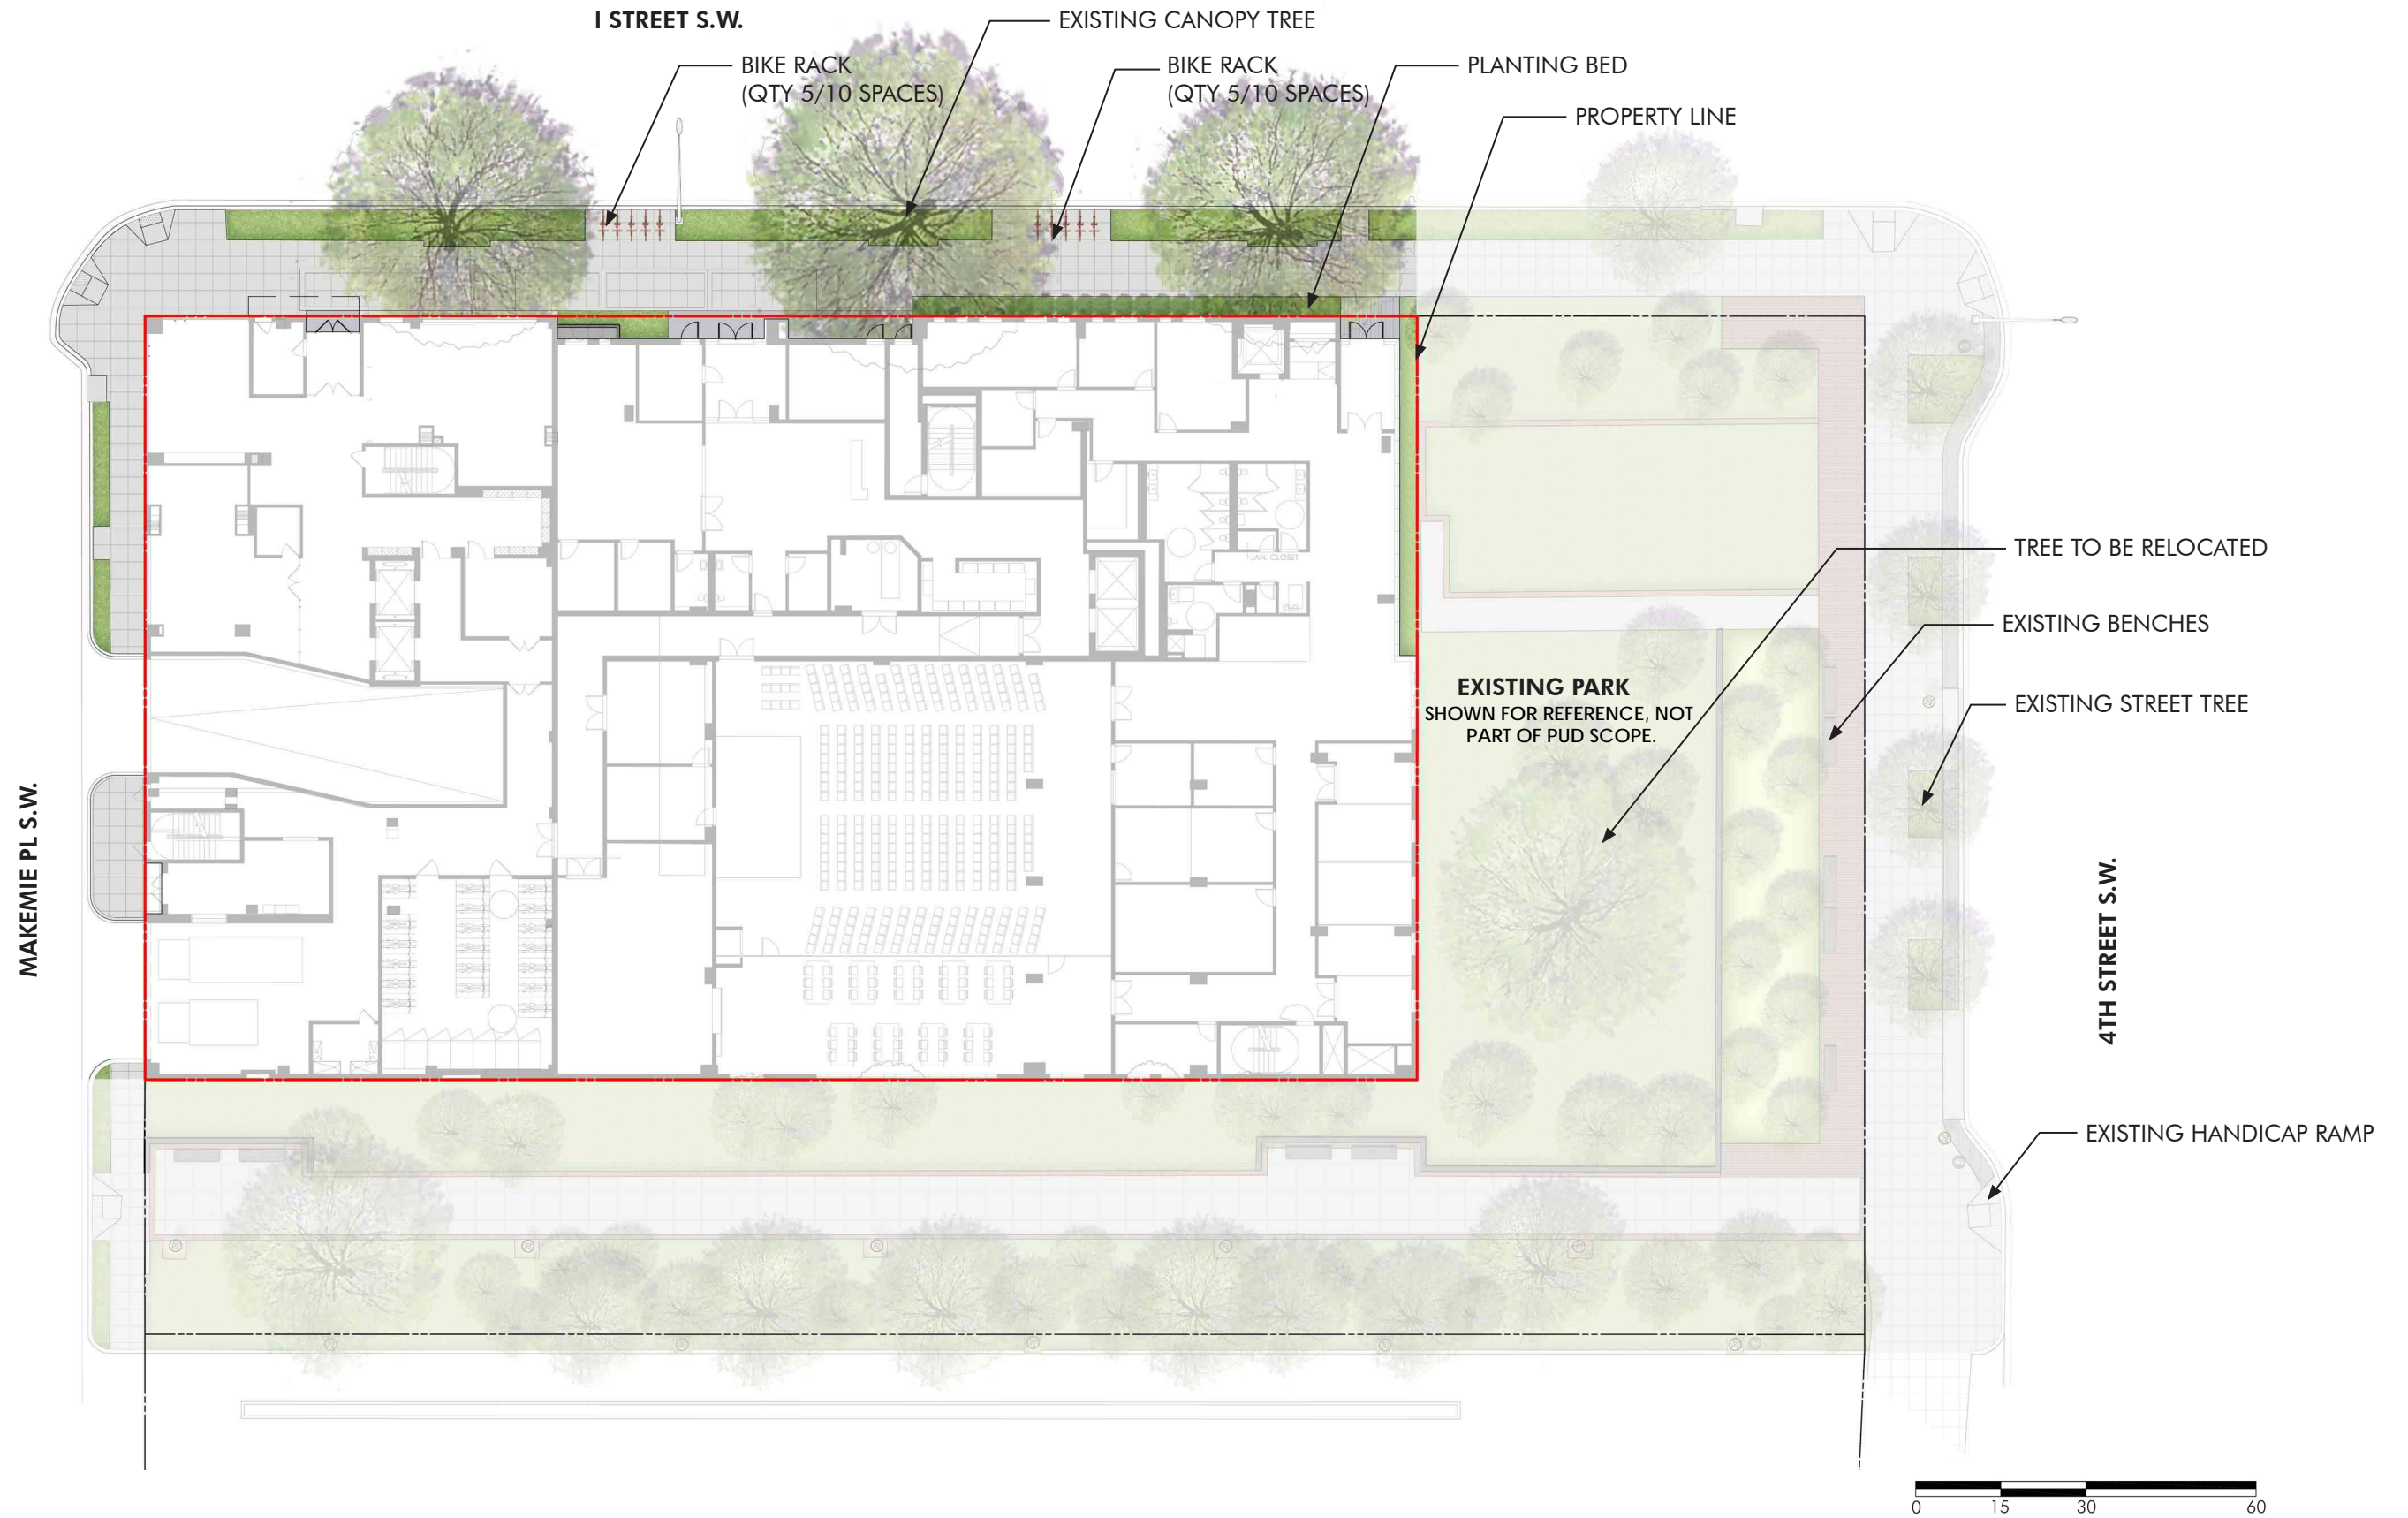 I STREET S.W.
EXISTING CANOPY TREE
BIKE RACK
(QTY 5/10 SPACES)
BIKE RACK
(QTY 5/10 SPACES)
PLANTING BED
PROPERTY LINE
JAN. CLOSET
TREE TO BE RELOCATED
EXISTING BENCHES
EXISTING STREET TREE
EXISTING PARK
SHOWN FOR REFERENCE, NOT
PART OF PUD SCOPE.
MAKEMIE PL S.W.
4TH STREET S.W.
EXISTING HANDICAP RAMP
0 15 30 60